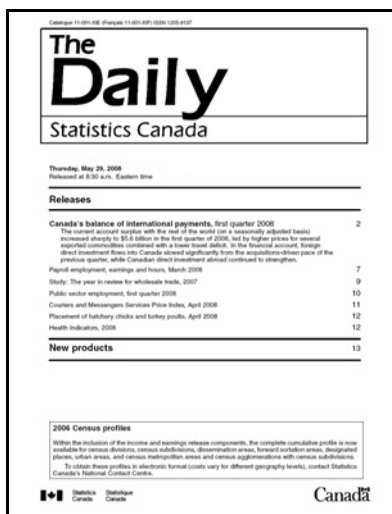 Catalogue 11-001-XIE (Français 11-001-XIF) ISSN 1205-9137
The
Daily
Statistics Canada
Thursday, May 29, 2008
Released at 8:30 a.m. Eastern time
Releases
Canada's balance of international payments, first quarter 2008 2
The current account surplus with the rest of the world (on a seasonally adjusted basis)
increased sharply to $5.6 billion in the first quarter of 2008, led by higher prices for several
exported commodities combined with a lower travel deficit. In the financial account, foreign
direct investment flows into Canada slowed significantly from the acquisitions-driven pace of the
previous quarter, while Canadian direct investment abroad continued to strengthen.
Payroll employment, earnings and hours, March 2008 7
Study: The year in review for wholesale trade, 2007 9
Public sector employment, first quarter 2008 10
Couriers and Messengers Services Price Index, April 2008 11
Placement of hatchery chicks and turkey poults, April 2008 12
Health Indicators, 2008 12
New products 13
2006 Census profiles
Within the inclusion of the income and earnings release components, the complete cumulative profile is now
available for census divisions, census subdivisions, dissemination areas, forward sortation areas, designated
places, urban areas, and census metropolitan areas and census agglomerations with census subdivisions.
To obtain these profiles in electronic format (costs vary for different geography levels), contact Statistics
Canada's National Contact Centre.
Statistics Statistique
Canada Canada
Canada